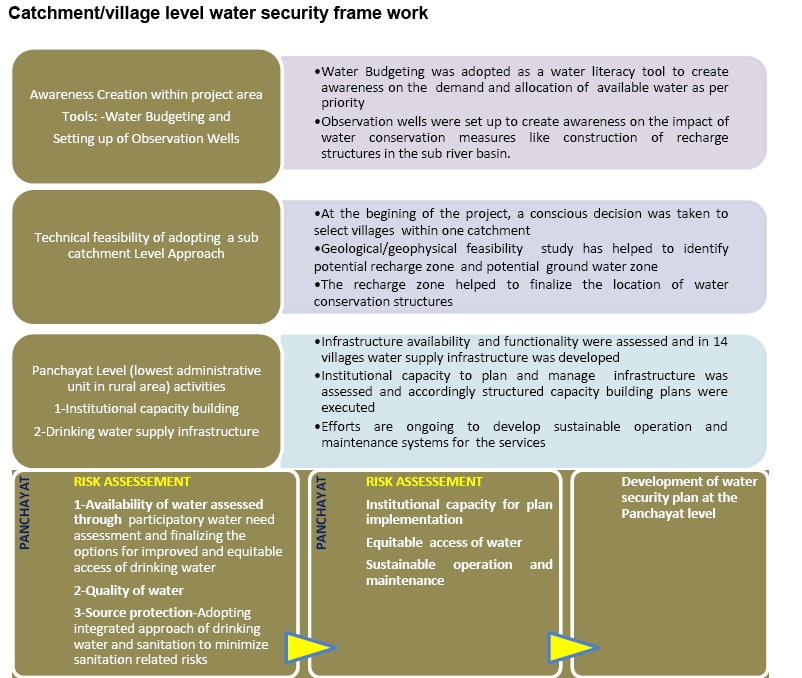 Catchment/village level water security frame work
Awareness Creation within project area
Tools: -Water Budgeting and
Setting up of Observation Wells
•Water Budgeting was adopted as a water literacy tool to create
awareness on the demand and allocation of available water as per
priority
•Observation wells were set up to create awareness on the impact of
water conservation measures like construction of recharge
structures in the sub river basin.
Technical feasibility of adopting a sub
catchment Level Approach
•At the begining of the project, a conscious decision was taken to
select villages within one catchment
•Geological/geophysical feasibility study has helped to identify
potential recharge zone and potential ground water zone
•The recharge zone helped to finalize the location of water
conservation structures
Panchayat Level (lowest administrative
unit in rural area) activities
1-Institutional capacity building
2-Drinking water supply infrastructure
•Infrastructure availability and functionality were assessed and in 14
villages water supply infrastructure was developed
•Institutional capacity to plan and manage infrastructure was
assessed and accordingly structured capacity building plans were
executed
•Efforts are ongoing to develop sustainable operation and
maintenance systems for the services
PANCHAYAT
RISK ASSESSEMENT
1-Availability of water assessed
through participatory water need
assessment and finalizing the
options for improved and equitable
access of drinking water
2-Quality of water
3-Source protection-Adopting
integrated approach of drinking
water and sanitation to minimize
sanitation related risks
PANCHAYAT
RISK ASSESSEMENT
Institutional capacity for plan
implementation
Equitable access of water
Sustainable operation and
maintenance
Development of water
security plan at the
Panchayat level